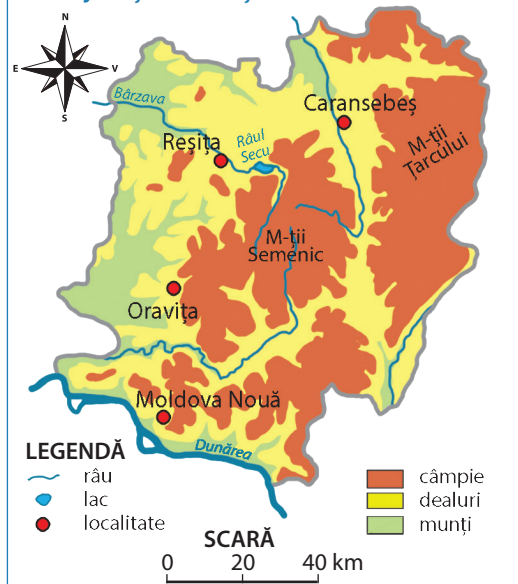 N
E
V
S
Bârzava
Caransebeș
Reșița
Râul
Secu
M-ții
Țarcului
M-ții
Semenic
Oravița
Moldova Nouă
Dunărea
LEGENDĂ
râu
lac
localitate
câmpie
dealuri
munți
SCARĂ
0 20 40 km